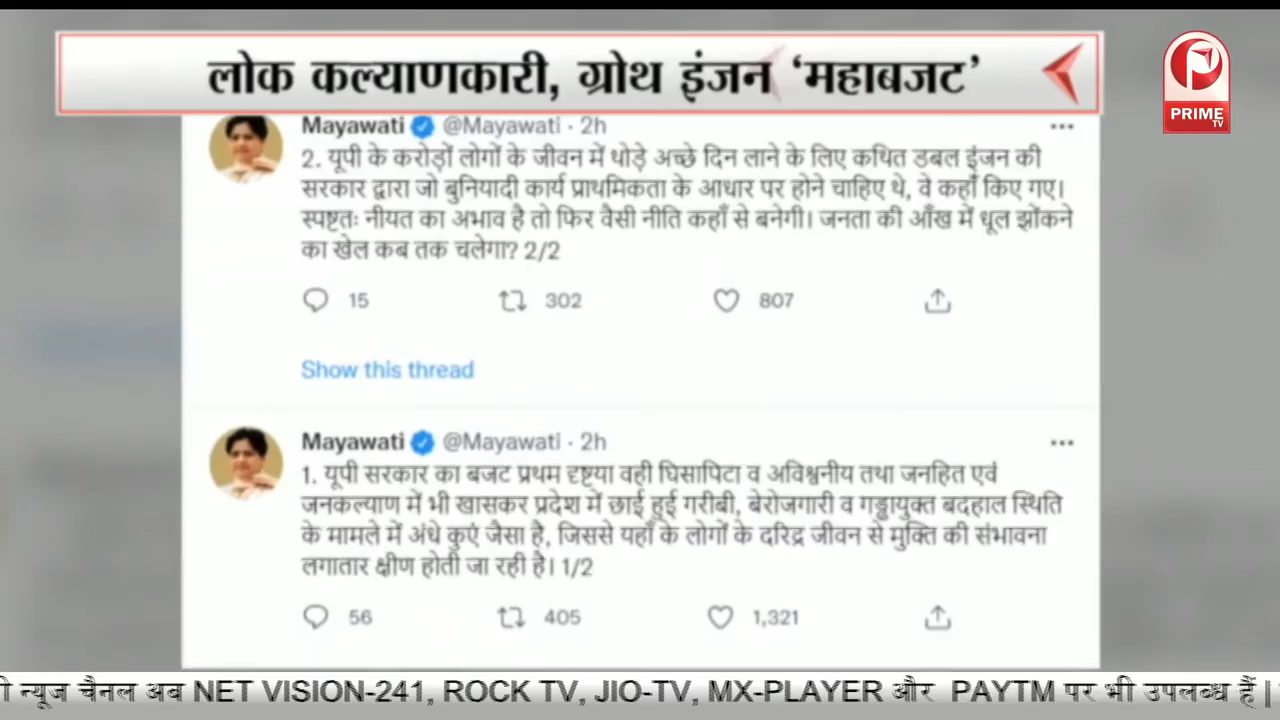 लोक कल्याणकारी, ग्रोथ इंजन ‘महाबजट’
PRIME
TV
Mayawati @Mayawati · 2h
2. यूपी के करोड़ों लोगों के जीवन में थोड़े अच्छे दिन लाने के लिए कथित डबल इंजन की
सरकार द्वारा जो बुनियादी कार्य प्राथमिकता के आधार पर होने चाहिए थे, वे कहाँ किए गए।
स्पष्टतः नीयत का अभाव है तो फिर वैसी नीति कहाँ से बनेगी। जनता की आँख में धूल झोंकने
का खेल कब तक चलेगा? 2/2
15 302 807
Show this thread
Mayawati @Mayawati · 2h
1. यूपी सरकार का बजट प्रथम दृष्टया वही घिसापिटा व अविश्वनीय तथा जनहित एवं
जनकल्याण में भी खासकर प्रदेश में छाई हुई गरीबी, बेरोजगारी व गड्ढायुक्त बदहाल स्थिति
के मामले में अंधे कुएं जैसा है, जिससे यहाँ के लोगों के दरिद्र जीवन से मुक्ति की संभावना
लगातार क्षीण होती जा रही है। 1/2
56 405 1,321
न्यूज चैनल अब NET VISION-241, ROCK TV, JIO-TV, MX-PLAYER और PAYTM पर भी उपलब्ध हैं |